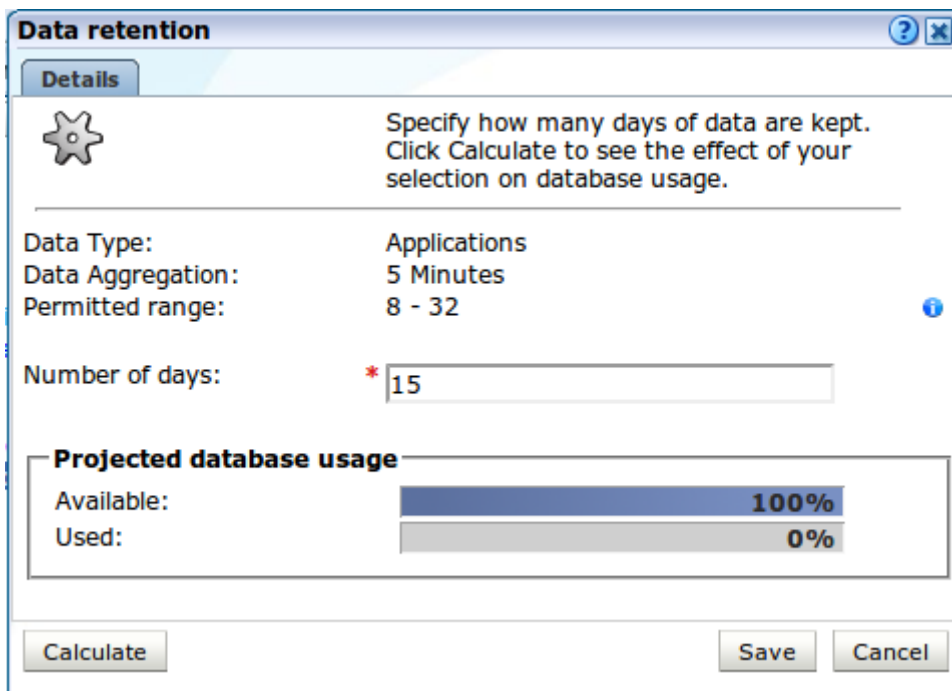 Data retention
Details
Specify how many days of data are kept.
Click Calculate to see the effect of your
selection on database usage.
Data Type: Applications
Data Aggregation: 5 Minutes
Permitted range: 8 - 32
Number of days: * 15
Projected database usage
Available: 100%
Used: 0%
Calculate Save Cancel